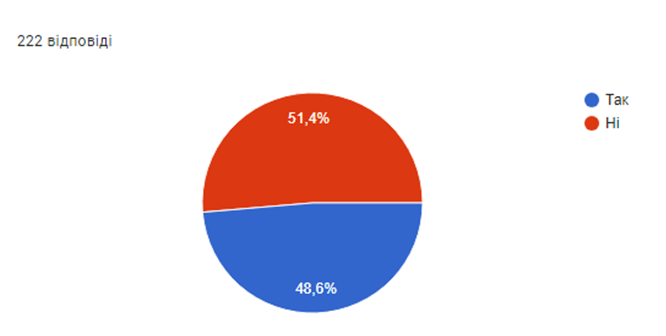 222 відповіді
Так
Ні
51,4%
48,6%